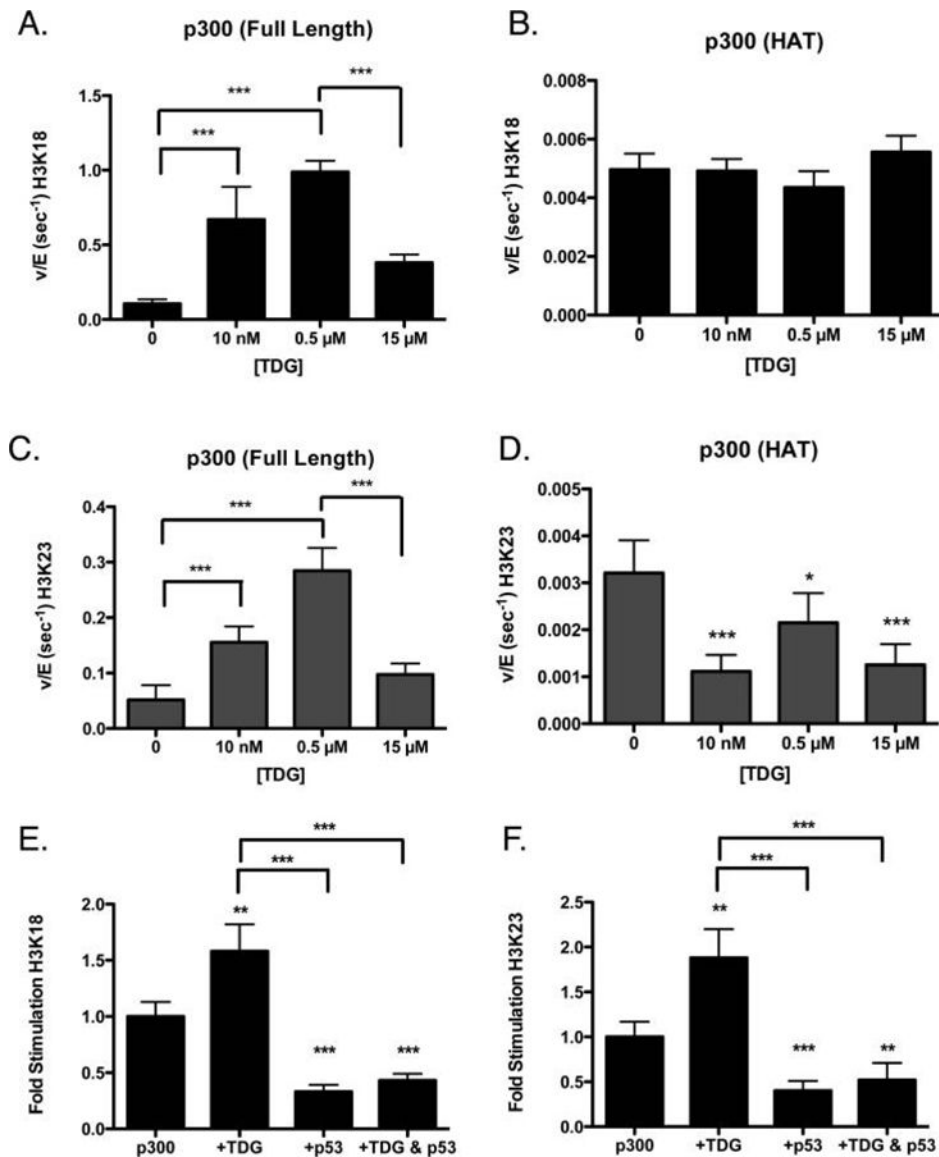 A.
p300 (Full Length)
***
***
***
1.5
1.0
0.5
0.0
v/E (sec⁻¹) H3K18
0 10 nM 0.5 µM 15 µM
[TDG]
B.
p300 (HAT)
0.008
0.006
0.004
0.002
0.000
v/E (sec⁻¹) H3K18
0 10 nM 0.5 µM 15 µM
[TDG]
C.
p300 (Full Length)
***
***
***
0.4
0.3
0.2
0.1
0.0
v/E (sec⁻¹) H3K23
0 10 nM 0.5 µM 15 µM
[TDG]
D.
p300 (HAT)
0.005
0.004
0.003
0.002
0.001
0.000
v/E (sec⁻¹) H3K23
*** * ***
0 10 nM 0.5 µM 15 µM
[TDG]
E.
***
***
**
*** ***
2.0
1.5
1.0
0.5
0.0
Fold Stimulation H3K18
p300 +TDG +p53 +TDG & p53
F.
***
***
**
*** **
2.5
2.0
1.5
1.0
0.5
0.0
Fold Stimulation H3K23
p300 +TDG +p53 +TDG & p53